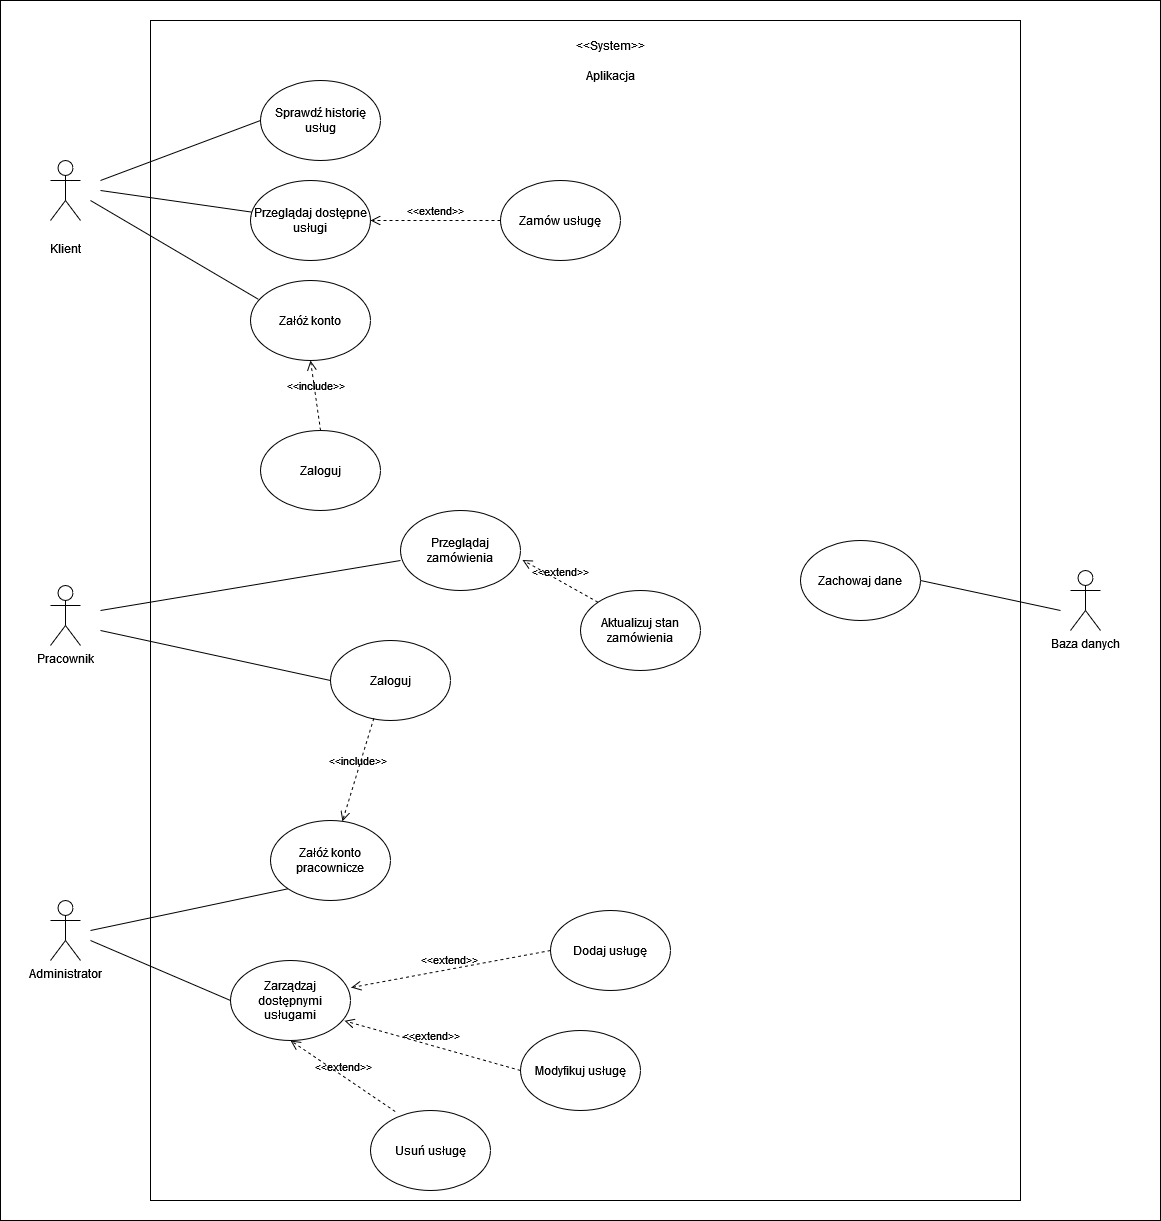 <<System>>
Aplikacja
Sprawdź historię
usług
Klient
Przeglądaj dostępne
usługi
<<extend>>
Zamów usługę
Załóż konto
<<include>>
Zaloguj
Przeglądaj
zamówienia
<<extend>>
Aktualizuj stan
zamówienia
Zachowaj dane
Baza danych
Pracownik
Zaloguj
<<include>>
Załóż konto
pracownicze
Administrator
Zarządzaj
dostępnymi
usługami
<<extend>>
Dodaj usługę
<<extend>>
Modyfikuj usługę
<<extend>>
Usuń usługę